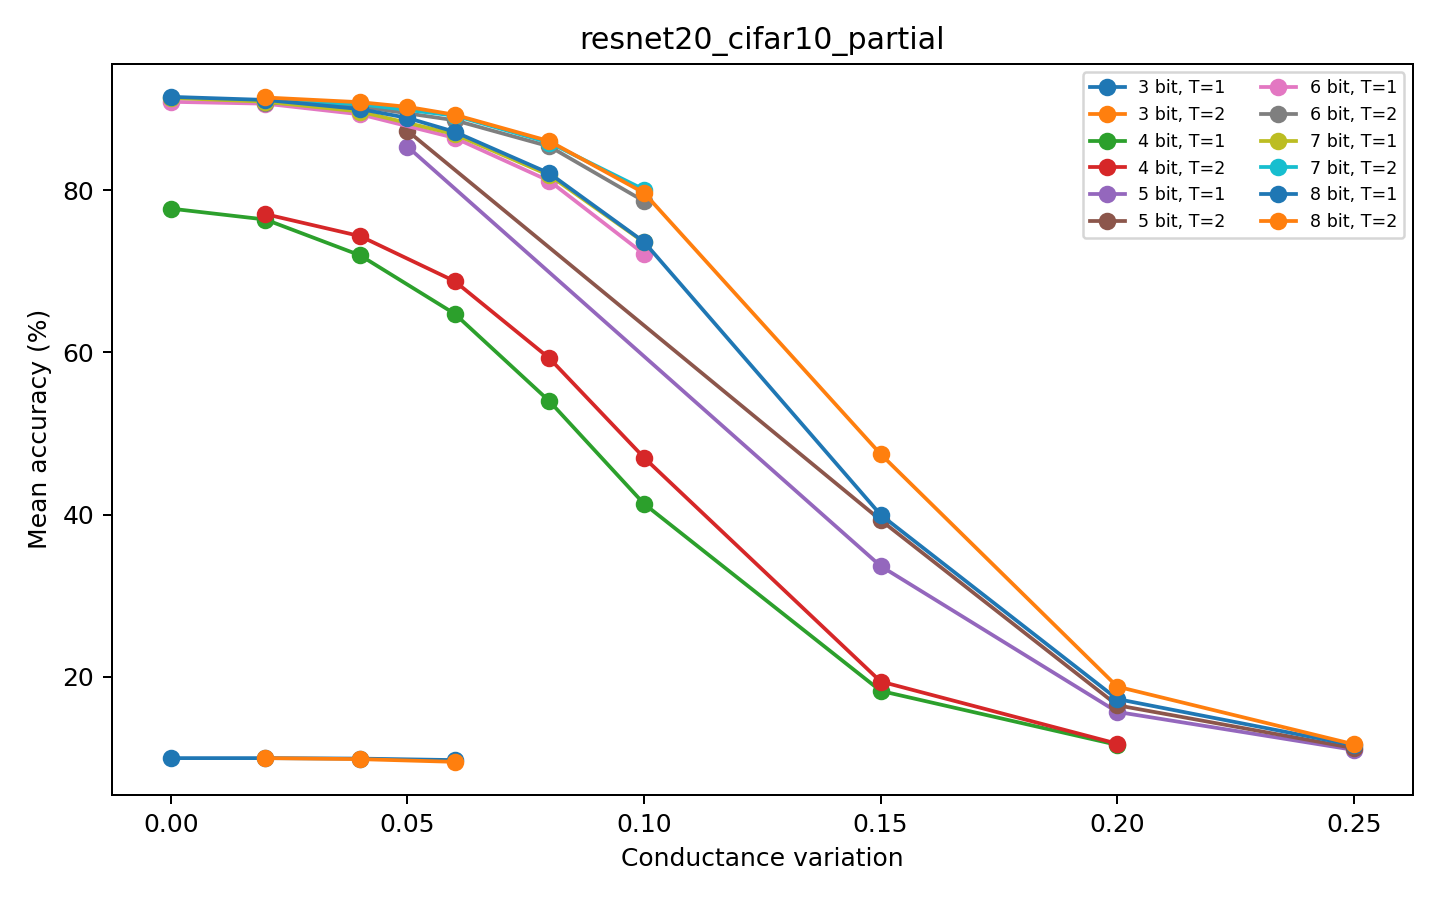 resnet20_cifar10_partial
3 bit, T=1
3 bit, T=2
4 bit, T=1
4 bit, T=2
5 bit, T=1
5 bit, T=2
6 bit, T=1
6 bit, T=2
7 bit, T=1
7 bit, T=2
8 bit, T=1
8 bit, T=2
Mean accuracy (%)
80
60
40
20
0.00
0.05
0.10
0.15
0.20
0.25
Conductance variation